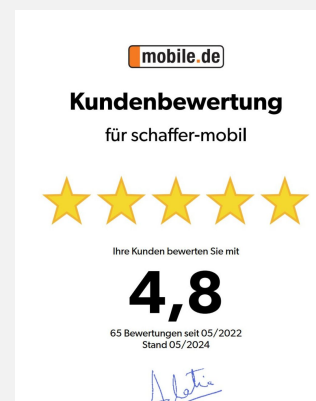 mobile.de
Kundenbewertung
für schaffer-mobil
Ihre Kunden bewerten Sie mit
4,8
65 Bewertungen seit 05/2022
Stand 05/2024